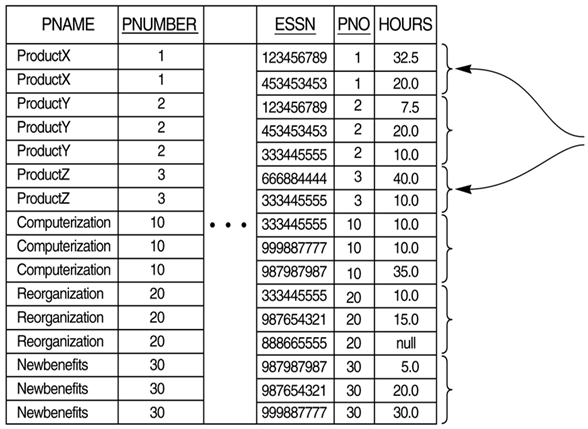 PNAME PNUMBER ESSN PNO HOURS
ProductX 1 123456789 1 32.5
ProductX 1 453453453 1 20.0
ProductY 2 123456789 2 7.5
ProductY 2 453453453 2 20.0
ProductY 2 333445555 2 10.0
ProductZ 3 666884444 3 40.0
ProductZ 3 333445555 3 10.0
Computerization 10 • • • 333445555 10 10.0
Computerization 10 999887777 10 10.0
Computerization 10 987987987 10 35.0
Reorganization 20 333445555 20 10.0
Reorganization 20 987654321 20 15.0
Reorganization 20 888665555 20 null
Newbenefits 30 987987987 30 5.0
Newbenefits 30 987654321 30 20.0
Newbenefits 30 999887777 30 30.0